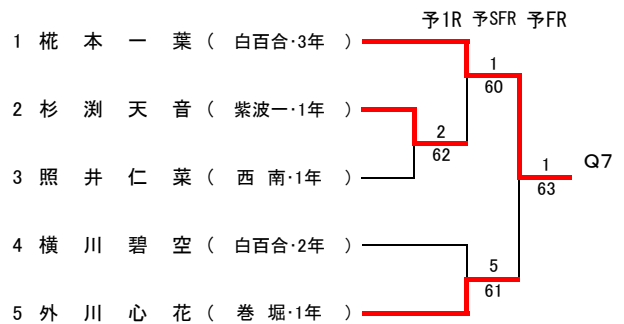 予1R 予SFR 予FR
1 椛 本 一 葉 ( 白百合・3年 )
1
60
2 杉 渕 天 音 ( 紫波一・1年 )
2
62
1 Q7
63
3 照 井 仁 菜 ( 西 南・1年 )
4 横 川 碧 空 ( 白百合・2年 )
5
61
5 外 川 心 花 ( 巻 堀・1年 )